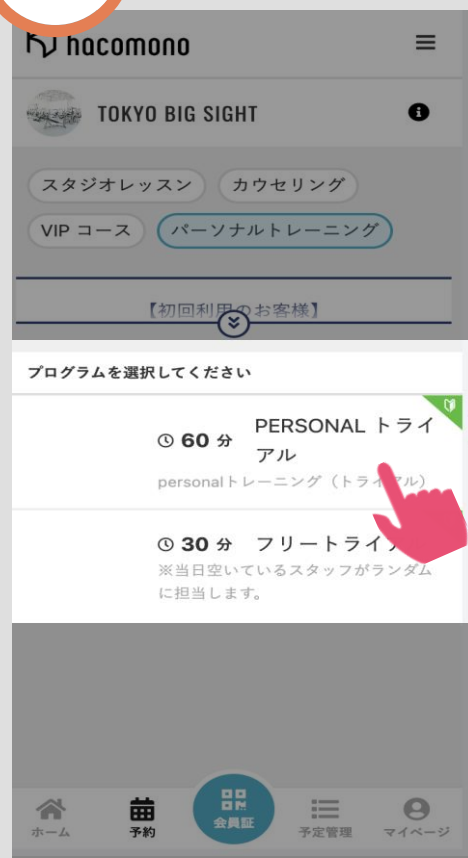 hacomono
TOKYO BIG SIGHT
スタジオレッスン カウセリング
VIP コース パーソナルトレーニング
【初回利用のお客様】
プログラムを選択してください
60 分 PERSONAL トライ
アル
personalトレーニング（トライアル）
30 分 フリートライ
※当日空いているスタッフがランダム
に担当します。
会員証
ホーム 予約 予定管理 マイページ